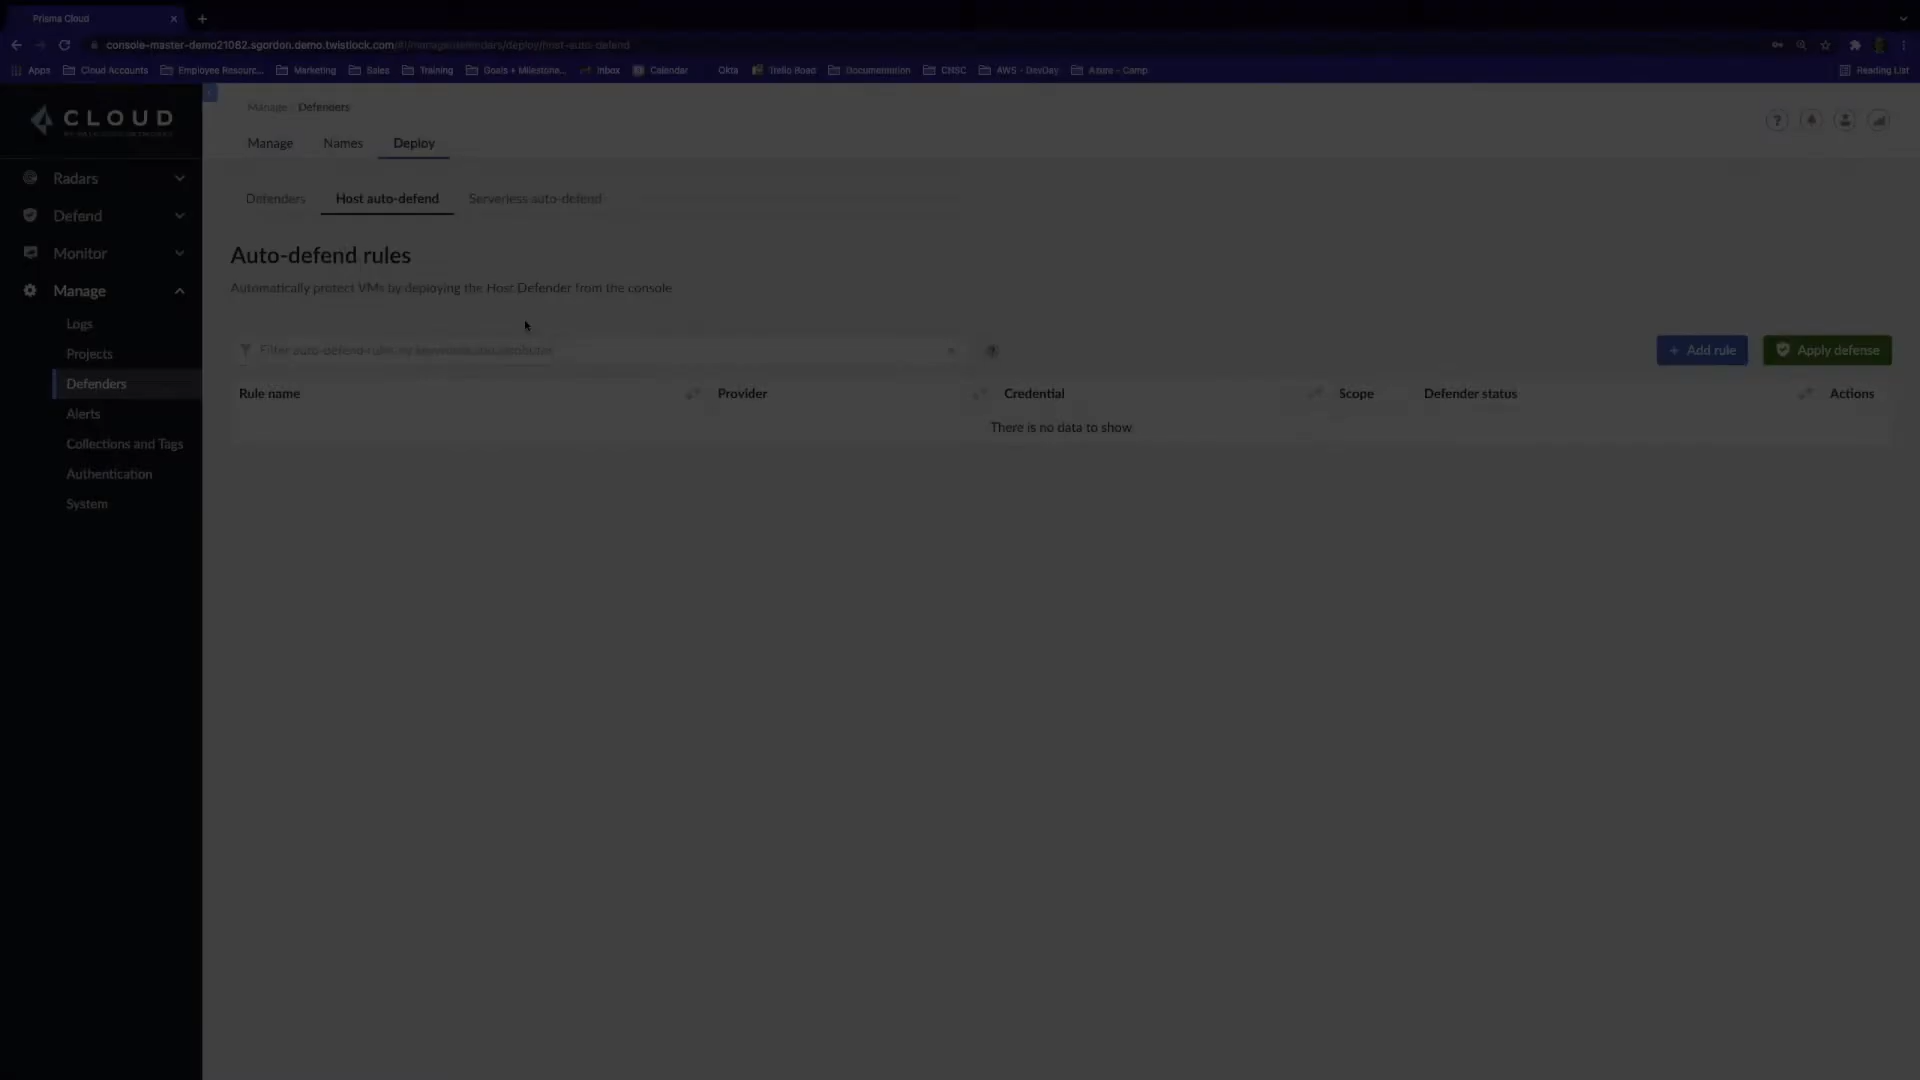 Prisma Cloud
console-master-demo21082.sgordon.demo.twistlock.com/#!/manage/defenders/deploy/host-auto-defend
Apps Cloud Accounts Employee Resourc... Marketing Sales Training Goals + Milestone... Inbox Calendar Okta Trello Road Documentation CNSC AWS - DevDay Azure - Camp Reading List
CLOUD
Manage / Defenders
Manage Names Deploy
Radars
Defend
Monitor
Manage
Logs
Projects
Defenders
Alerts
Collections and Tags
Authentication
System
Defenders Host auto-defend Serverless auto-defend
Auto-defend rules
Automatically protect VMs by deploying the Host Defender from the console
Filter auto-defend rules by keywords and attributes
+ Add rule Apply defense
Rule name Provider Credential Scope Defender status Actions
There is no data to show